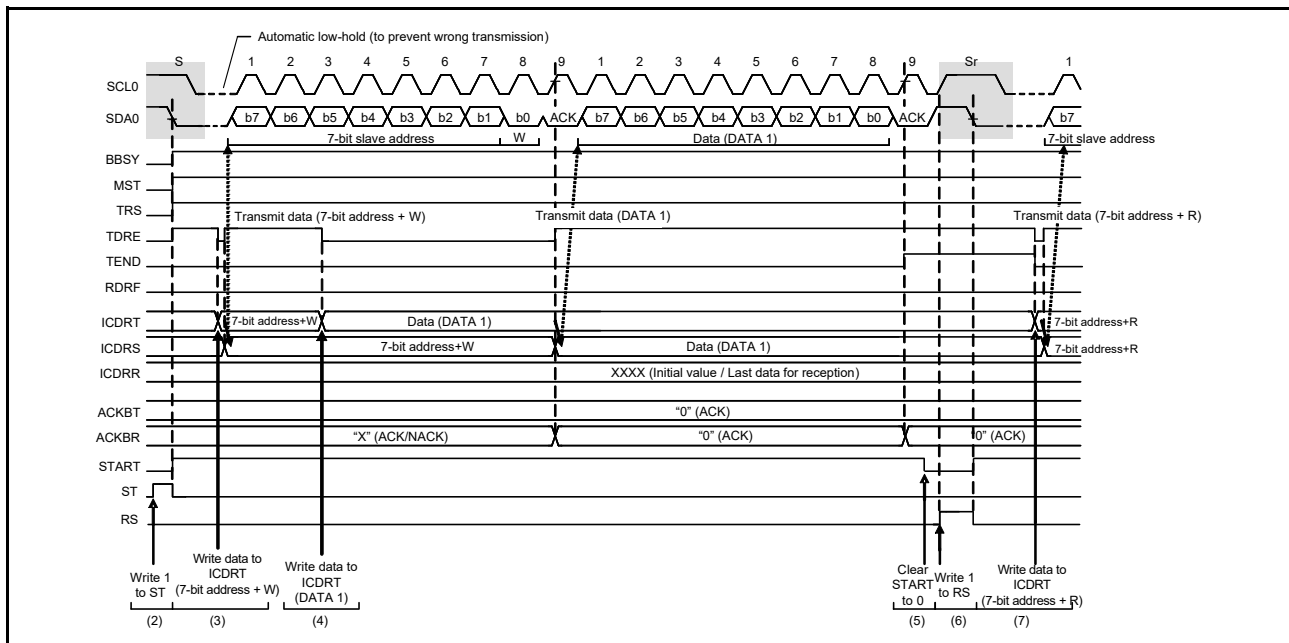 Automatic low-hold (to prevent wrong transmission)
S 1 2 3 4 5 6 7 8 9 1 2 3 4 5 6 7 8 9 Sr 1
SCL0
SDA0 b7 b6 b5 b4 b3 b2 b1 b0 ACK b7 b6 b5 b4 b3 b2 b1 b0 ACK b7
7-bit slave address W Data (DATA 1) 7-bit slave address
BBSY
MST
TRS
Transmit data (7-bit address + W) Transmit data (DATA 1) Transmit data (7-bit address + R)
TDRE
TEND
RDRF
ICDRT 7-bit address+W Data (DATA 1) 7-bit address+R
ICDRS 7-bit address+W Data (DATA 1) 7-bit address+R
ICDRR XXXX (Initial value / Last data for reception)
ACKBT "0" (ACK)
ACKBR "X" (ACK/NACK) "0" (ACK) 0" (ACK)
START
ST
RS
Write 1
to ST
Write data to
ICDRT
(7-bit address + W)
Write data to
ICDRT
(DATA 1)
Clear
START
to 0
Write 1
to RS
Write data to
ICDRT
(7-bit address + R)
(2) (3) (4) (5) (6) (7)